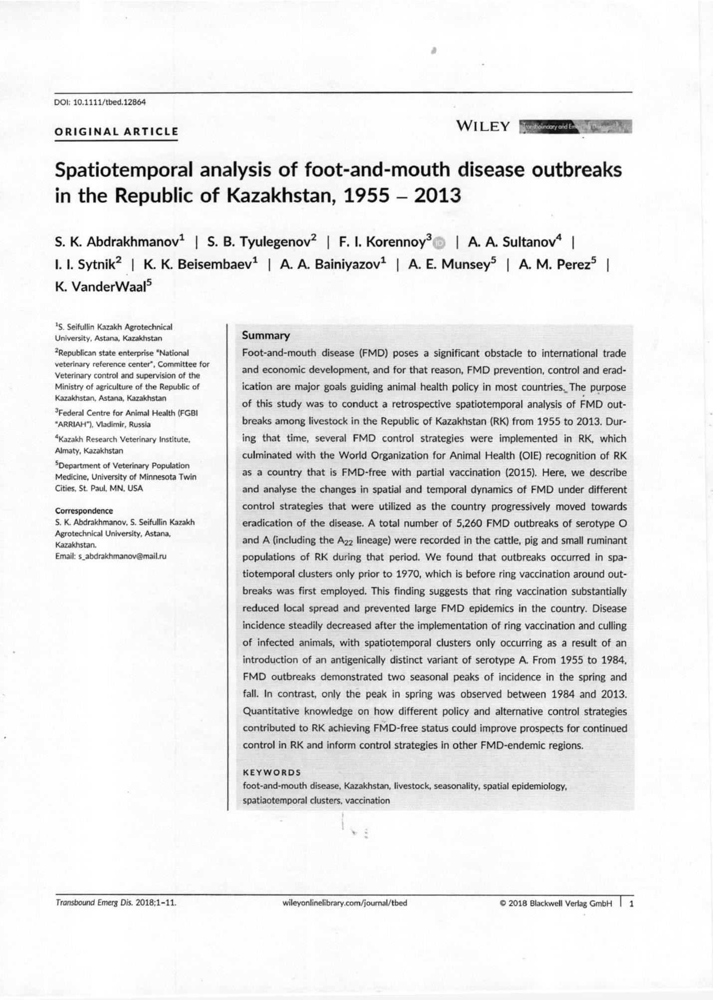 DOI: 10.1111/tbed.12864
ORIGINAL ARTICLE
WILEY
Transboundary and Emerging Diseases
Spatiotemporal analysis of foot-and-mouth disease outbreaks
in the Republic of Kazakhstan, 1955 – 2013
S. K. Abdrakhmanov¹ | S. B. Tyulegenov² | F. I. Korennoy³ iD | A. A. Sultanov⁴ |
I. I. Sytnik² | K. K. Beisembaev¹ | A. A. Bainiyazov¹ | A. E. Munsey⁵ | A. M. Perez⁵ |
K. VanderWaal⁵
¹S. Seifullin Kazakh Agrotechnical
University, Astana, Kazakhstan
²Republican state enterprise "National
veterinary reference center", Committee for
Veterinary control and supervision of the
Ministry of agriculture of the Republic of
Kazakhstan, Astana, Kazakhstan
³Federal Centre for Animal Health (FGBI
"ARRIAH"), Vladimir, Russia
⁴Kazakh Research Veterinary Institute,
Almaty, Kazakhstan
⁵Department of Veterinary Population
Medicine, University of Minnesota Twin
Cities, St. Paul, MN, USA
Correspondence
S. K. Abdrakhmanov, S. Seifullin Kazakh
Agrotechnical University, Astana,
Kazakhstan.
Email: s_abdrakhmanov@mail.ru
Summary
Foot-and-mouth disease (FMD) poses a significant obstacle to international trade
and economic development, and for that reason, FMD prevention, control and erad-
ication are major goals guiding animal health policy in most countries. The purpose
of this study was to conduct a retrospective spatiotemporal analysis of FMD out-
breaks among livestock in the Republic of Kazakhstan (RK) from 1955 to 2013. Dur-
ing that time, several FMD control strategies were implemented in RK, which
culminated with the World Organization for Animal Health (OIE) recognition of RK
as a country that is FMD-free with partial vaccination (2015). Here, we describe
and analyse the changes in spatial and temporal dynamics of FMD under different
control strategies that were utilized as the country progressively moved towards
eradication of the disease. A total number of 5,260 FMD outbreaks of serotype O
and A (including the A₂₂ lineage) were recorded in the cattle, pig and small ruminant
populations of RK during that period. We found that outbreaks occurred in spa-
tiotemporal clusters only prior to 1970, which is before ring vaccination around out-
breaks was first employed. This finding suggests that ring vaccination substantially
reduced local spread and prevented large FMD epidemics in the country. Disease
incidence steadily decreased after the implementation of ring vaccination and culling
of infected animals, with spatiotemporal clusters only occurring as a result of an
introduction of an antigenically distinct variant of serotype A. From 1955 to 1984,
FMD outbreaks demonstrated two seasonal peaks of incidence in the spring and
fall. In contrast, only the peak in spring was observed between 1984 and 2013.
Quantitative knowledge on how different policy and alternative control strategies
contributed to RK achieving FMD-free status could improve prospects for continued
control in RK and inform control strategies in other FMD-endemic regions.
KEYWORDS
foot-and-mouth disease, Kazakhstan, livestock, seasonality, spatial epidemiology,
spatiaotemporal clusters, vaccination
Transbound Emerg Dis. 2018;1–11.
wileyonlinelibrary.com/journal/tbed
© 2018 Blackwell Verlag GmbH | 1